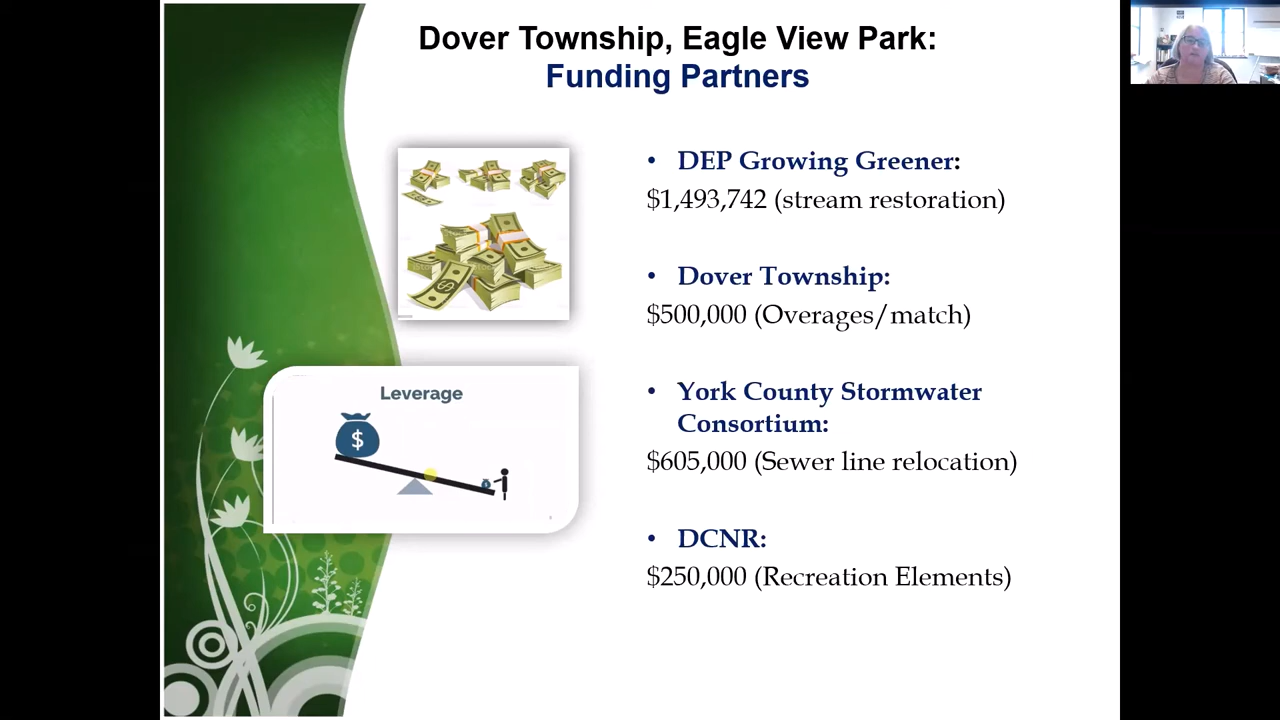 Dover Township, Eagle View Park:
Funding Partners
• DEP Growing Greener:
$1,493,742 (stream restoration)
• Dover Township:
$500,000 (Overages/match)
• York County Stormwater
Consortium:
$605,000 (Sewer line relocation)
• DCNR:
$250,000 (Recreation Elements)
Leverage
$